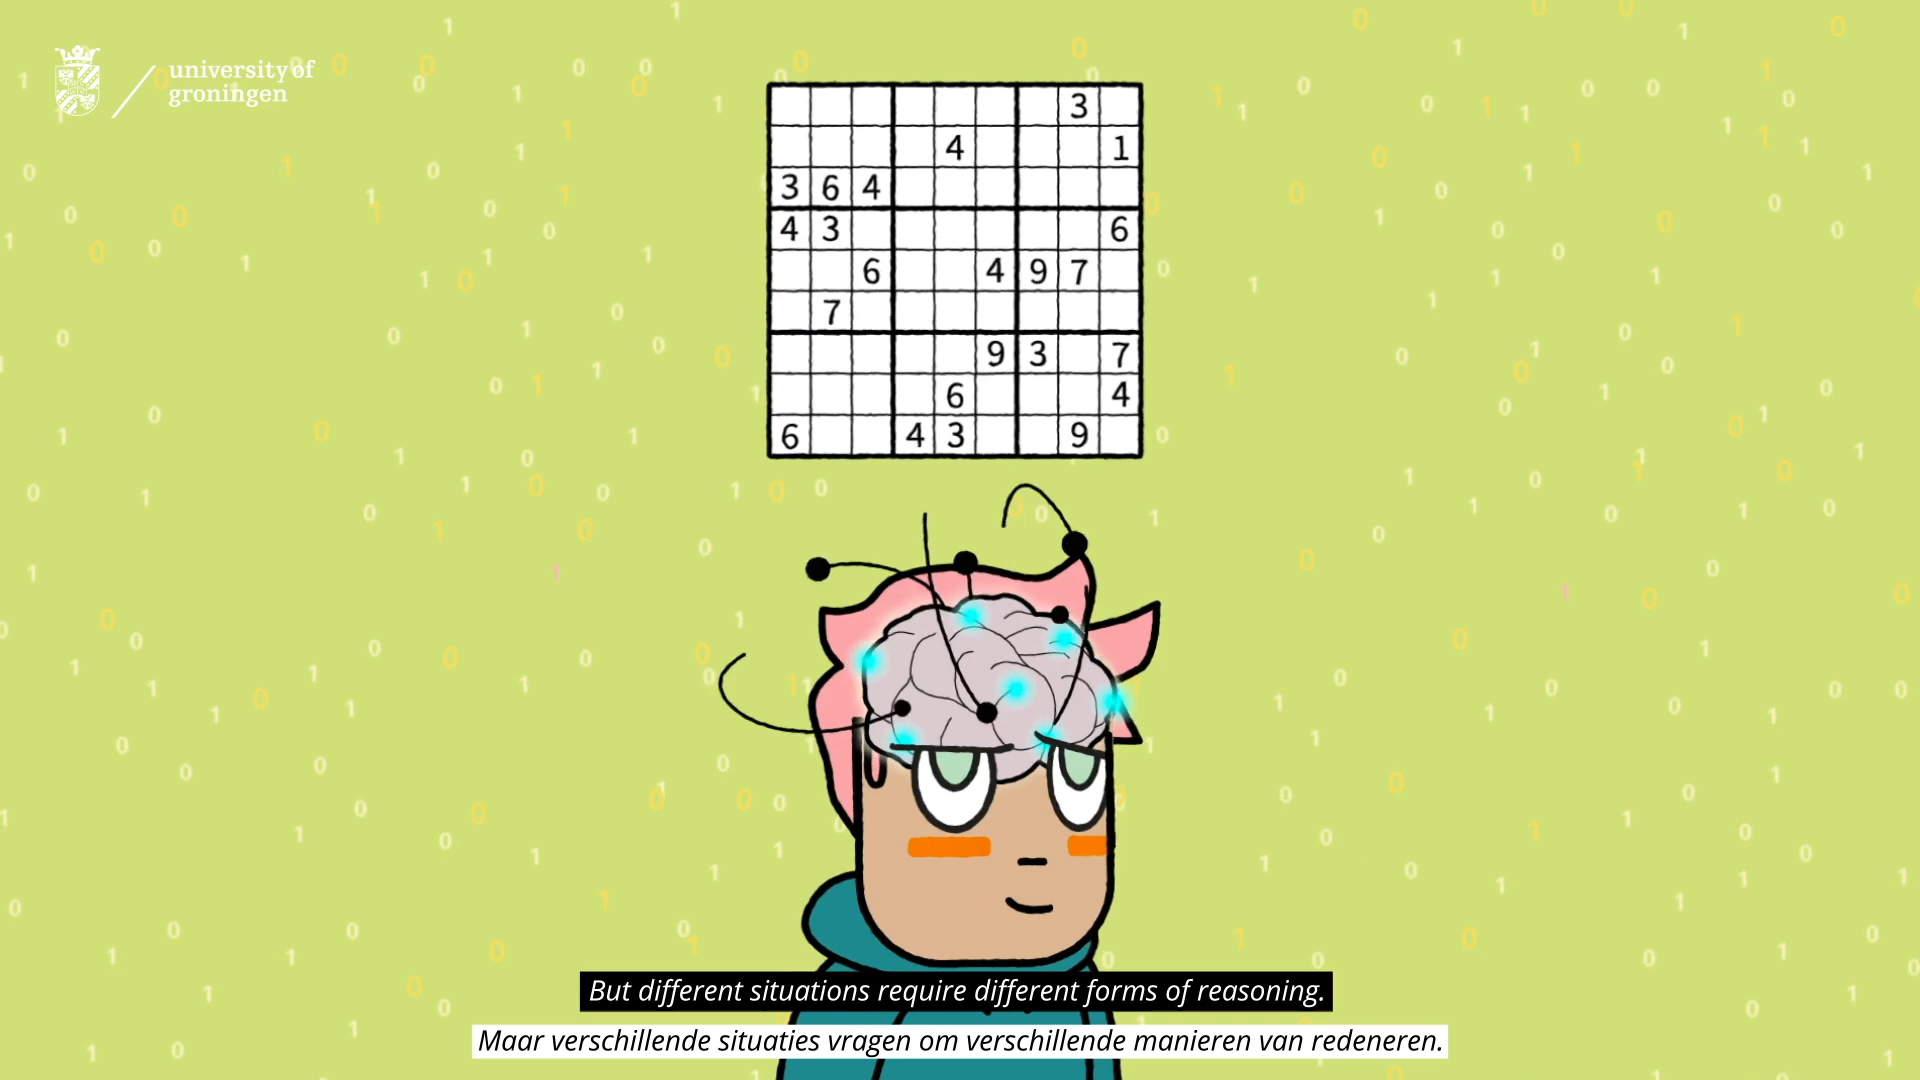 university of
groningen
3
4 1
3 6 4
4 3 6
6 4 9 7
7
9 3 7
6 4
6 4 3 9
But different situations require different forms of reasoning.
Maar verschillende situaties vragen om verschillende manieren van redeneren.